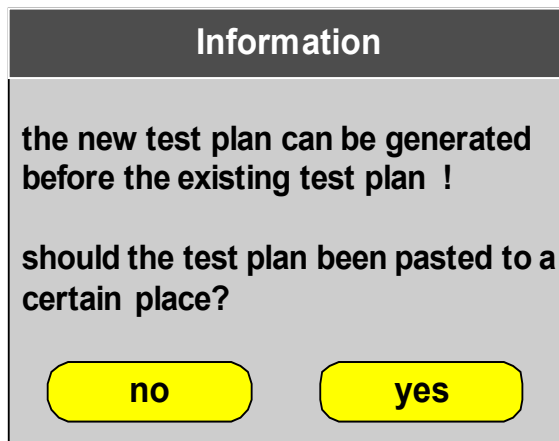 Information
the new test plan can be generated
before the existing test plan !
should the test plan been pasted to a
certain place?
no
yes